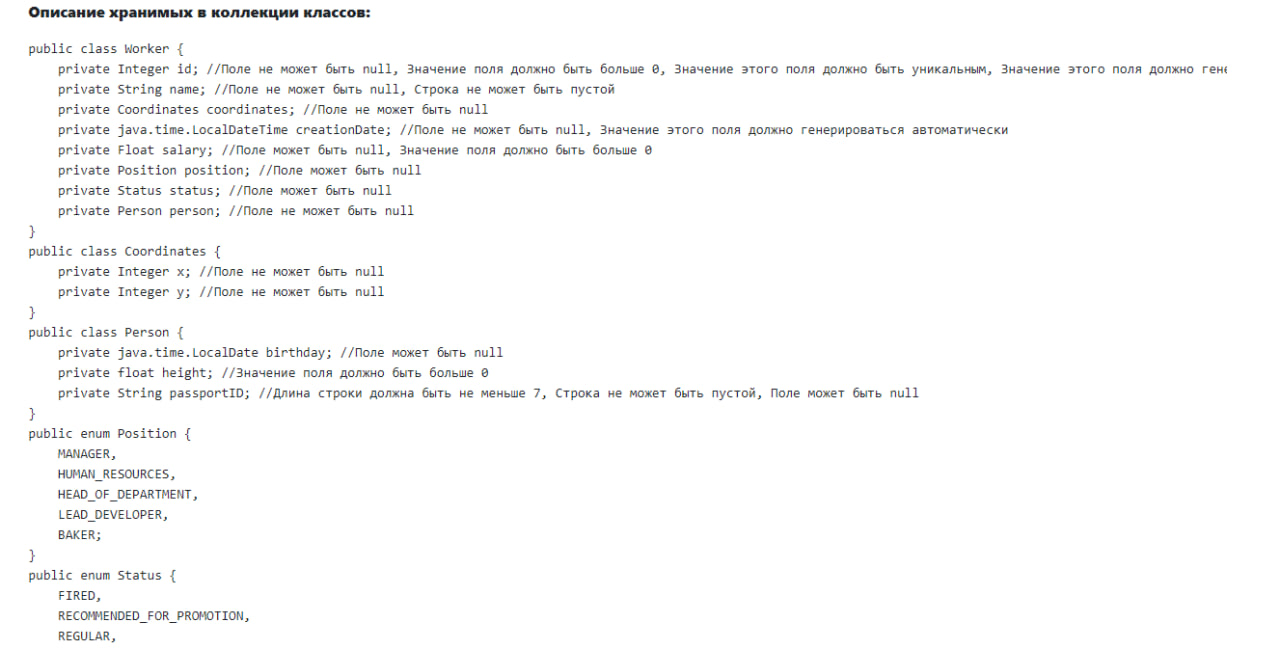 Описание хранимых в коллекции классов:
public class Worker {
    private Integer id; //Поле не может быть null, Значение поля должно быть больше 0, Значение этого поля должно быть уникальным, Значение этого поля должно
    private String name; //Поле не может быть null, Строка не может быть пустой
    private Coordinates coordinates; //Поле не может быть null
    private java.time.LocalDateTime creationDate; //Поле не может быть null, Значение этого поля должно генерироваться автоматически
    private Float salary; //Поле может быть null, Значение поля должно быть больше 0
    private Position position; //Поле может быть null
    private Status status; //Поле может быть null
    private Person person; //Поле не может быть null
}
public class Coordinates {
    private Integer x; //Поле не может быть null
    private Integer y; //Поле не может быть null
}
public class Person {
    private java.time.LocalDate birthday; //Поле может быть null
    private float height; //Значение поля должно быть больше 0
    private String passportID; //Длина строки должна быть не меньше 7, Строка не может быть пустой, Поле может быть null
}
public enum Position {
    MANAGER,
    HUMAN_RESOURCES,
    HEAD_OF_DEPARTMENT,
    LEAD_DEVELOPER,
    BAKER;
}
public enum Status {
    FIRED,
    RECOMMENDED_FOR_PROMOTION,
    REGULAR,